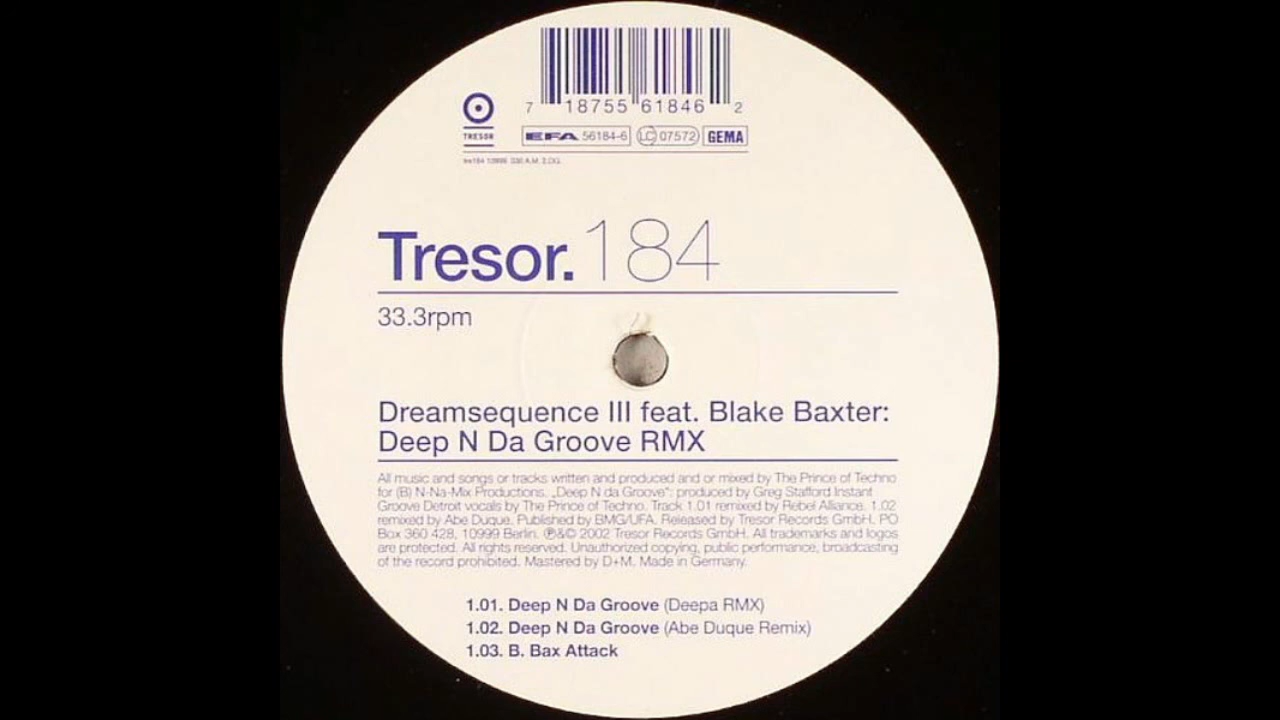 7 18755 61846 2
TRESOR
EFA 56184-6 LC 07572 GEMA
Tresor.184
33.3rpm
Dreamsequence III feat. Blake Baxter:
Deep N Da Groove RMX
All music and songs or tracks written and produced and or mixed by The Prince of Techno
for (B) N-Na-Mix Productions. „Deep N da Groove“: produced by Greg Stafford Instant
Groove Detroit vocals by The Prince of Techno. Track 1.01 remixed by Rebel Alliance. 1.02
remixed by Abe Duque. Published by BMG/UFA. Released by Tresor Records GmbH. PO
Box 360 428, 10999 Berlin. ℗&© 2002 Tresor Records GmbH. All trademarks and logos
are protected. All rights reserved. Unauthorized copying, public performance, broadcasting
of the record prohibited. Mastered by D+M. Made in Germany.
1.01. Deep N Da Groove (Deepa RMX)
1.02. Deep N Da Groove (Abe Duque Remix)
1.03. B. Bax Attack